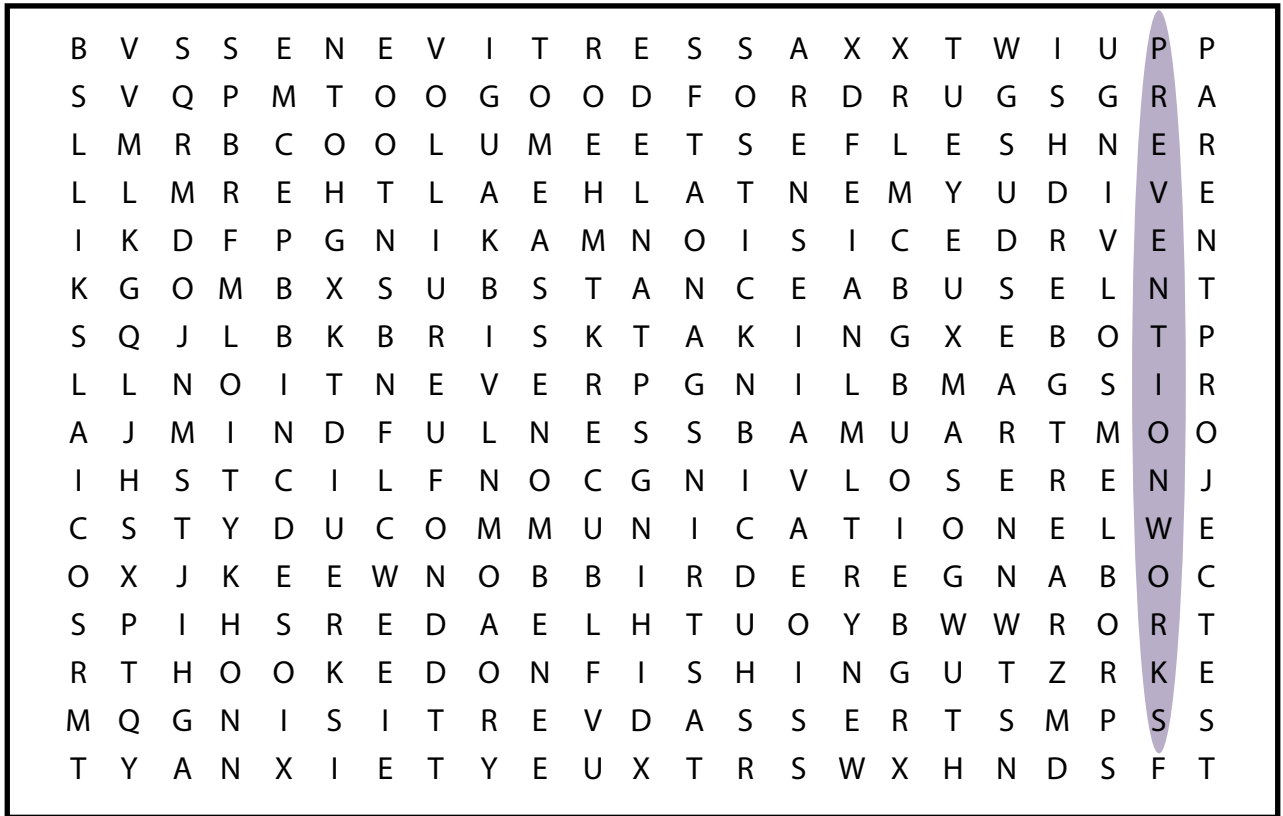 B V S S E N E V I T R E S S A X X T W I U P P
S V Q P M T O O G O O D F O R D R U G S G R A
L M R B C O O L U M E E T S E F L E S H N E R
L L M R E H T L A E H L A T N E M Y U D I V E
I K D F P G N I K A M N O I S I C E D R V E N
K G O M B X S U B S T A N C E A B U S E L N T
S Q J L B K B R I S K T A K I N G X E B O T P
L L N O I T N E V E R P G N I L B M A G S I R
A J M I N D F U L N E S S B A M U A R T M O O
I H S T C I L F N O C G N I V L O S E R E N J
C S T Y D U C O M M U N I C A T I O N E L W E
O X J K E E W N O B B I R D E R E G N A B O C
S P I H S R E D A E L H T U O Y B W W R O R T
R T H O O K E D O N F I S H I N G U T Z R K E
M Q G N I S I T R E V D A S S E R T S M P S S
T Y A N X I E T Y E U X T R S W X H N D S F T